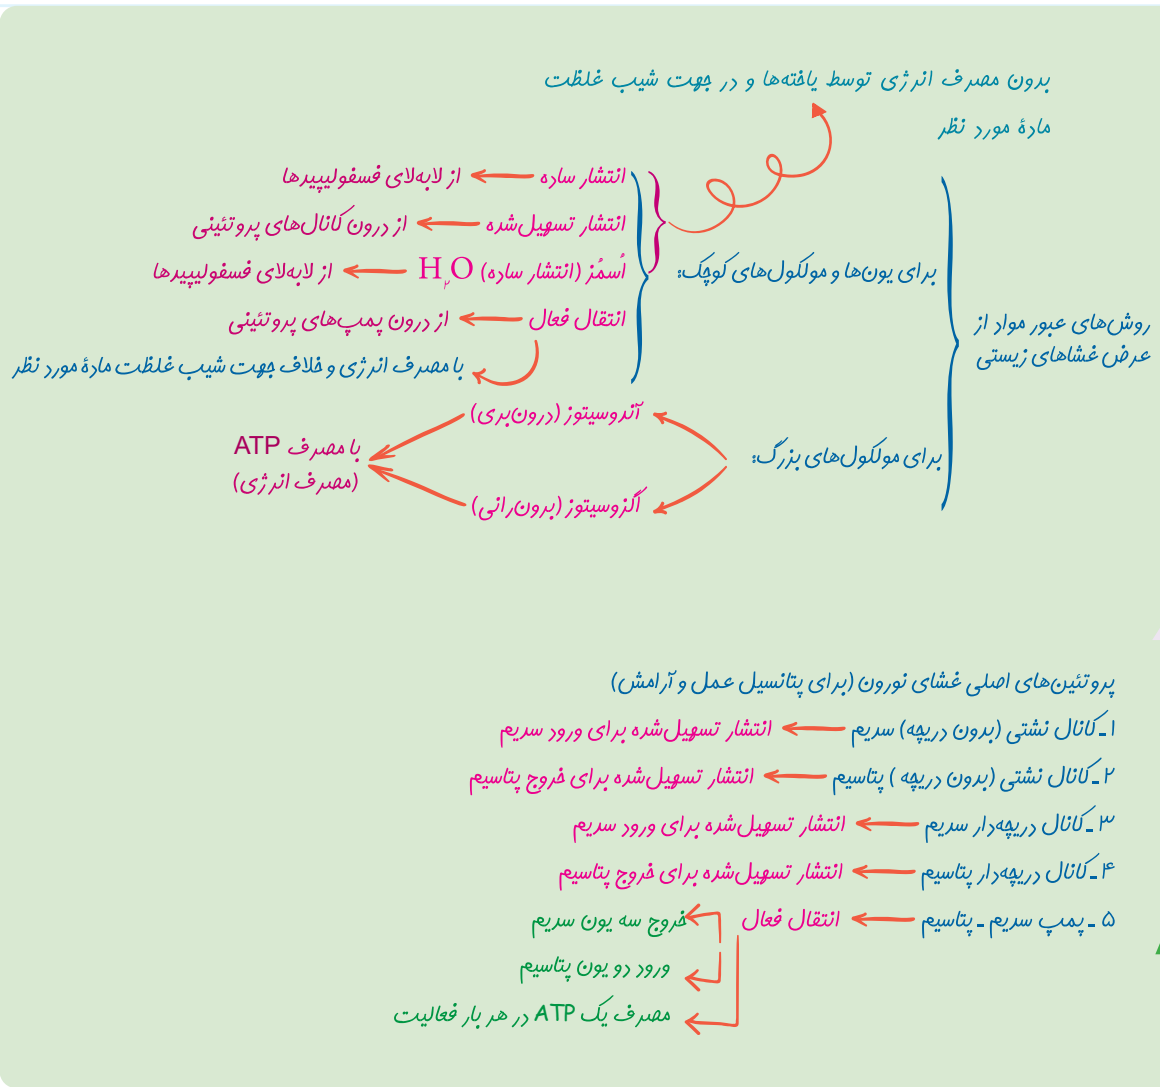 بدون مصرف انرژی توسط یاخته‌ها و در جهت شیب غلظت
مادۀ مورد نظر
روش‌های عبور مواد از
عرض غشاهای زیستی
برای یون‌ها و مولکول‌های کوچک:
انتشار ساده ← از لابه‌لای فسفولیپیدها
انتشار تسهیل‌شده ← از درون کانال‌های پروتئینی
اُسمُز (انتشار ساده) H₂O ← از لابه‌لای فسفولیپیدها
انتقال فعال ← از درون پمپ‌های پروتئینی
با مصرف انرژی و خلاف جهت شیب غلظت مادۀ مورد نظر
برای مولکول‌های بزرگ:
آندوسیتوز (درون‌بری)
اگزوسیتوز (برون‌رانی)
با مصرف ATP
(مصرف انرژی)
پروتئین‌های اصلی غشای نورون (برای پتانسیل عمل و آرامش)
۱ـ کانال نشتی (بدون دریچه) سدیم ← انتشار تسهیل‌شده برای ورود سدیم
۲ـ کانال نشتی (بدون دریچه ) پتاسیم ← انتشار تسهیل‌شده برای خروج پتاسیم
۳ـ کانال دریچه‌دار سدیم ← انتشار تسهیل‌شده برای ورود سدیم
۴ـ کانال دریچه‌دار پتاسیم ← انتشار تسهیل‌شده برای خروج پتاسیم
۵ ـ پمپ سدیم ـ پتاسیم ← انتقال فعال
خروج سه یون سدیم
ورود دو یون پتاسیم
مصرف یک ATP در هر بار فعالیت